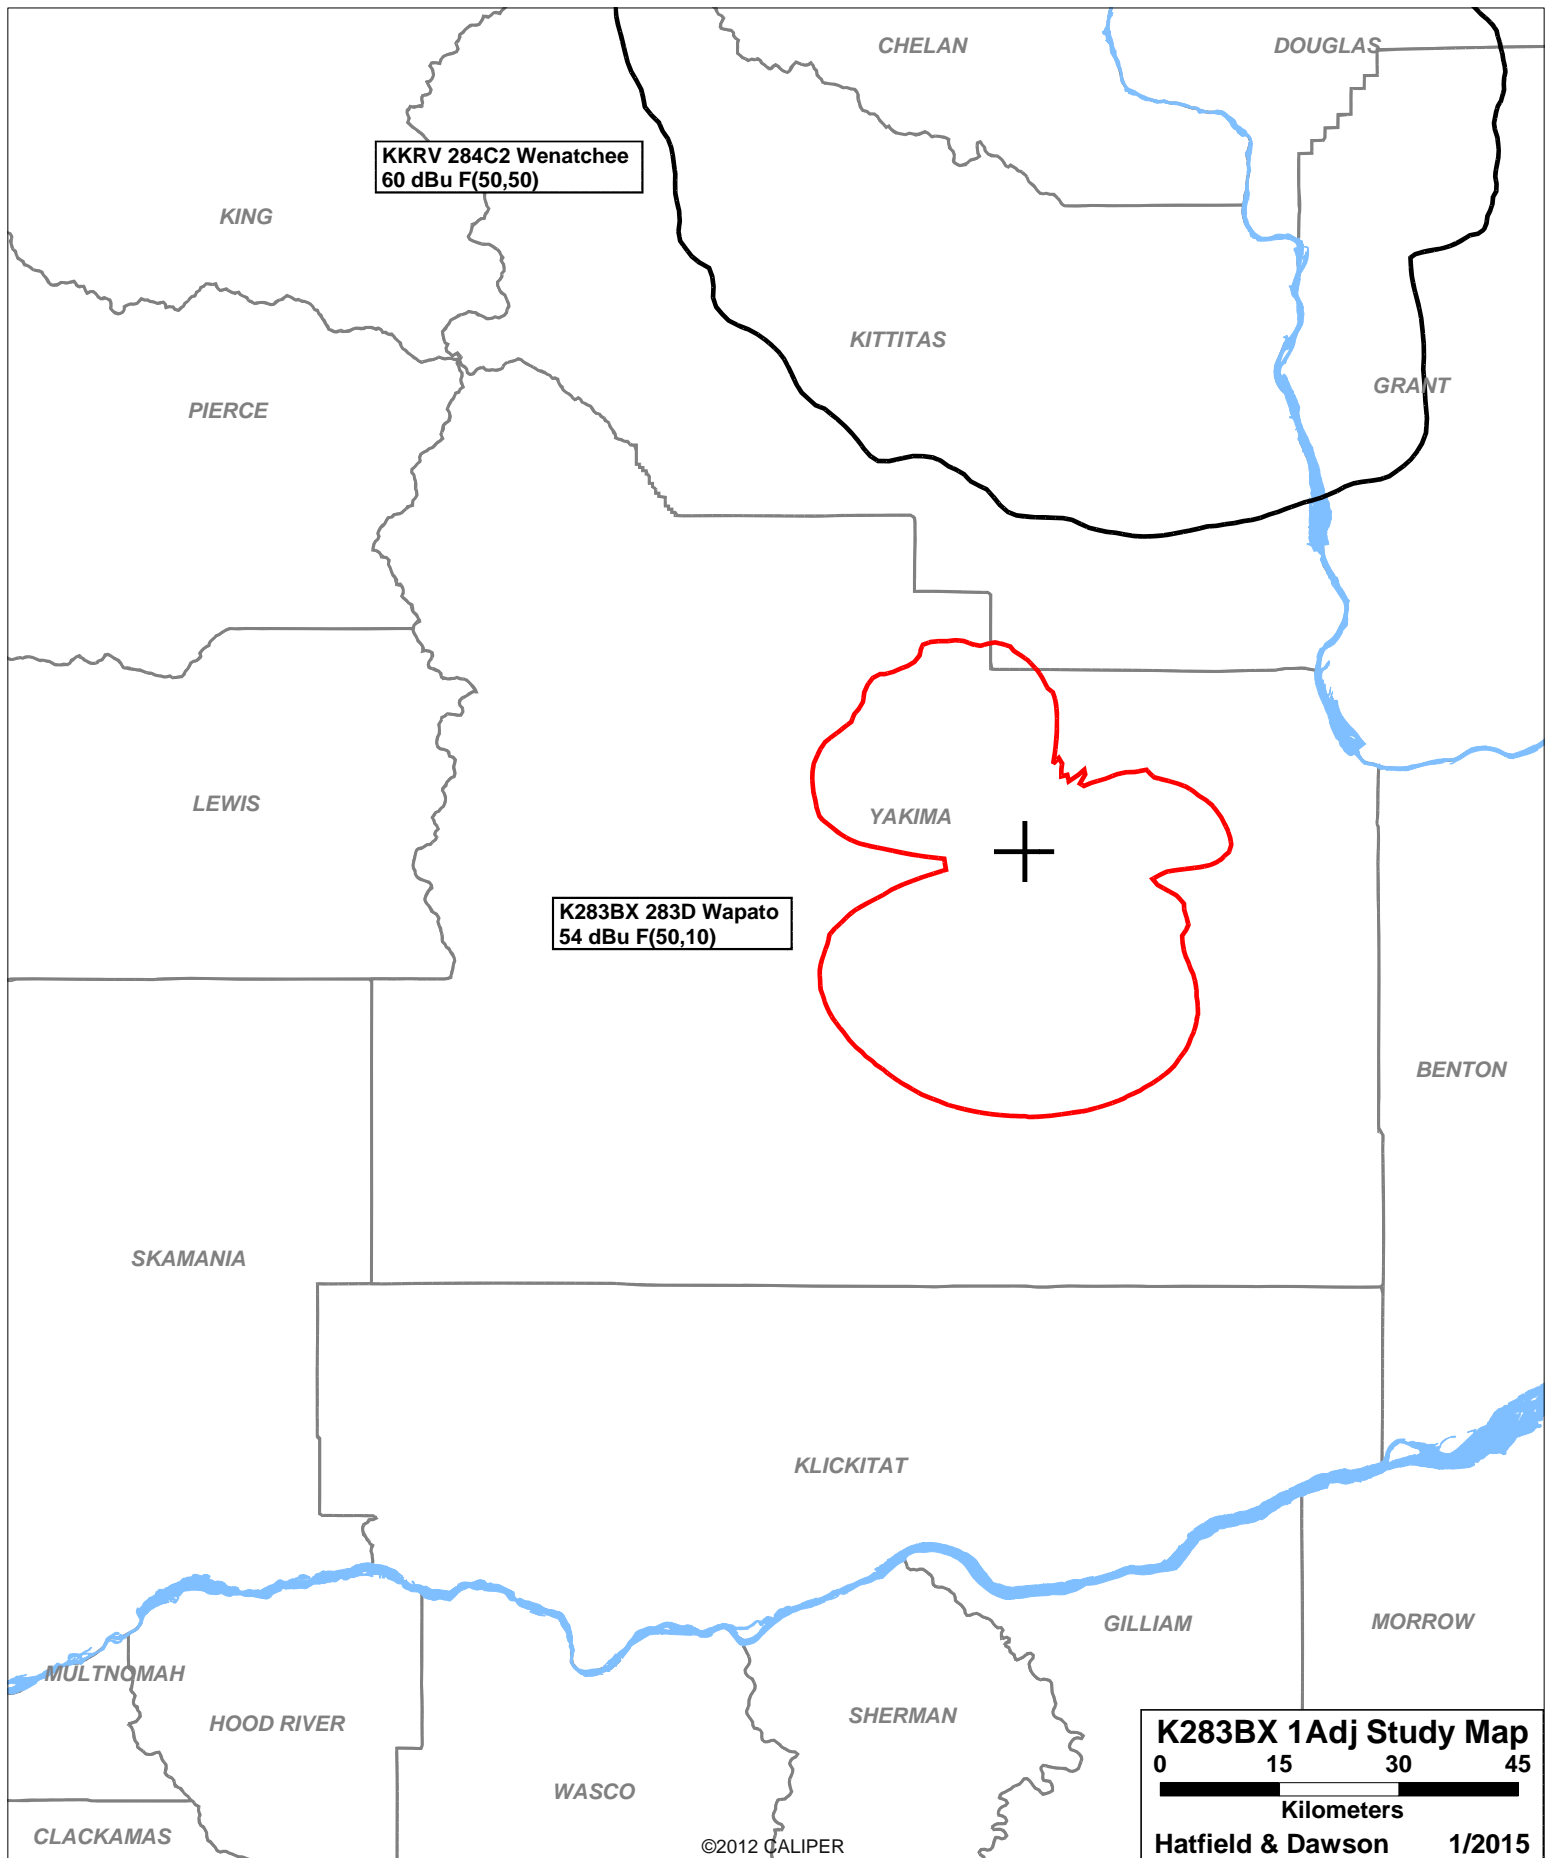 CHELAN
DOUGLAS
KKRV 284C2 Wenatchee
60 dBu F(50,50)
KING
KITTITAS
GRANT
PIERCE
LEWIS
YAKIMA
K283BX 283D Wapato
54 dBu F(50,10)
BENTON
SKAMANIA
KLICKITAT
GILLIAM
MORROW
MULTNOMAH
HOOD RIVER
SHERMAN
WASCO
CLACKAMAS
©2012 CALIPER
K283BX 1Adj Study Map
0 15 30 45
Kilometers
Hatfield & Dawson 1/2015